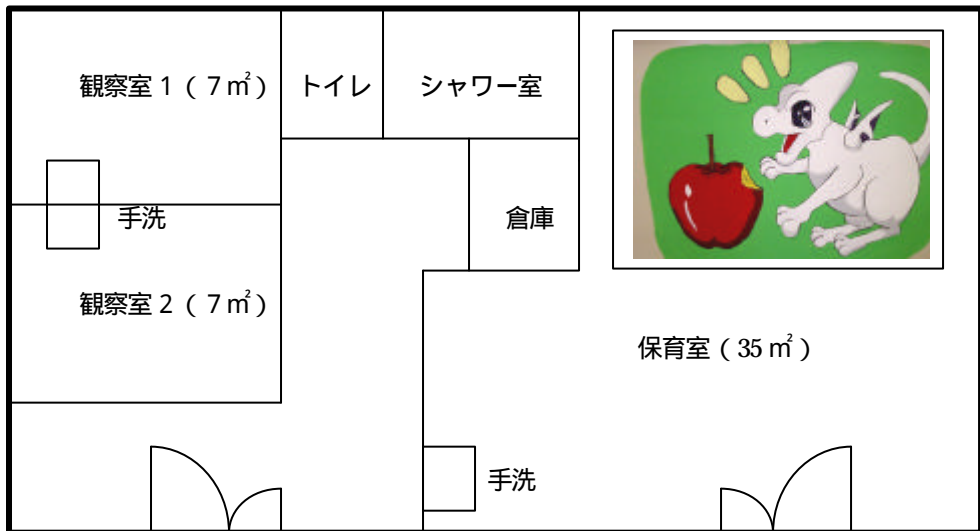 観察室1(7㎡)
トイレ
シャワー室
手洗
倉庫
観察室2(7㎡)
保育室(35㎡)
手洗